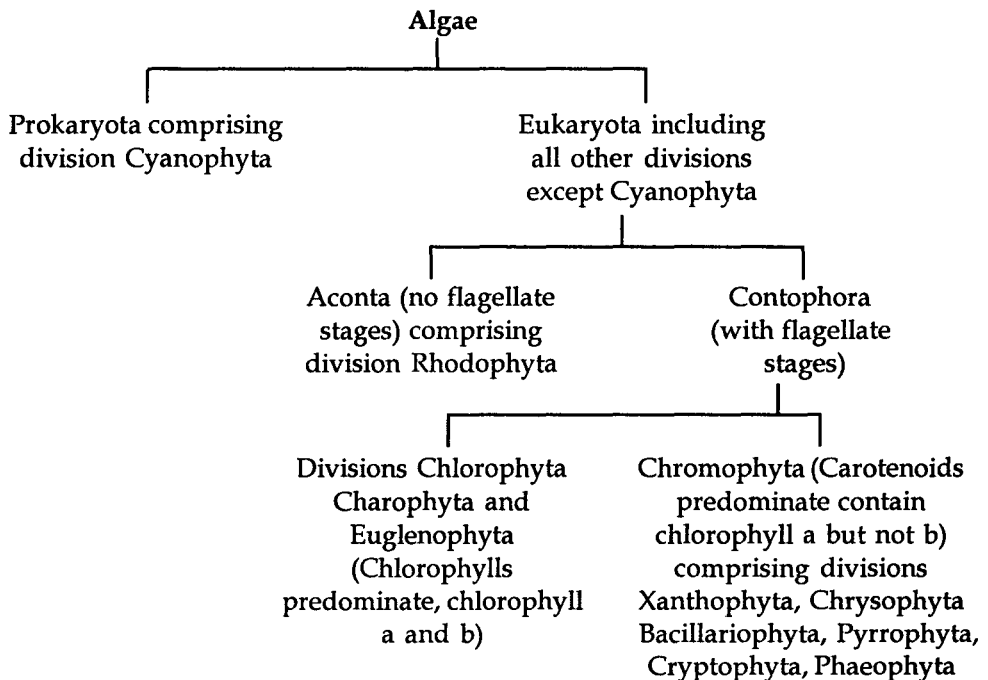 Algae
Prokaryota comprising
division Cyanophyta
Eukaryota including
all other divisions
except Cyanophyta
Aconta (no flagellate
stages) comprising
division Rhodophyta
Contophora
(with flagellate
stages)
Divisions Chlorophyta
Charophyta and
Euglenophyta
(Chlorophylls
predominate, chlorophyll
a and b)
Chromophyta (Carotenoids
predominate contain
chlorophyll a but not b)
comprising divisions
Xanthophyta, Chrysophyta
Bacillariophyta, Pyrrophyta,
Cryptophyta, Phaeophyta